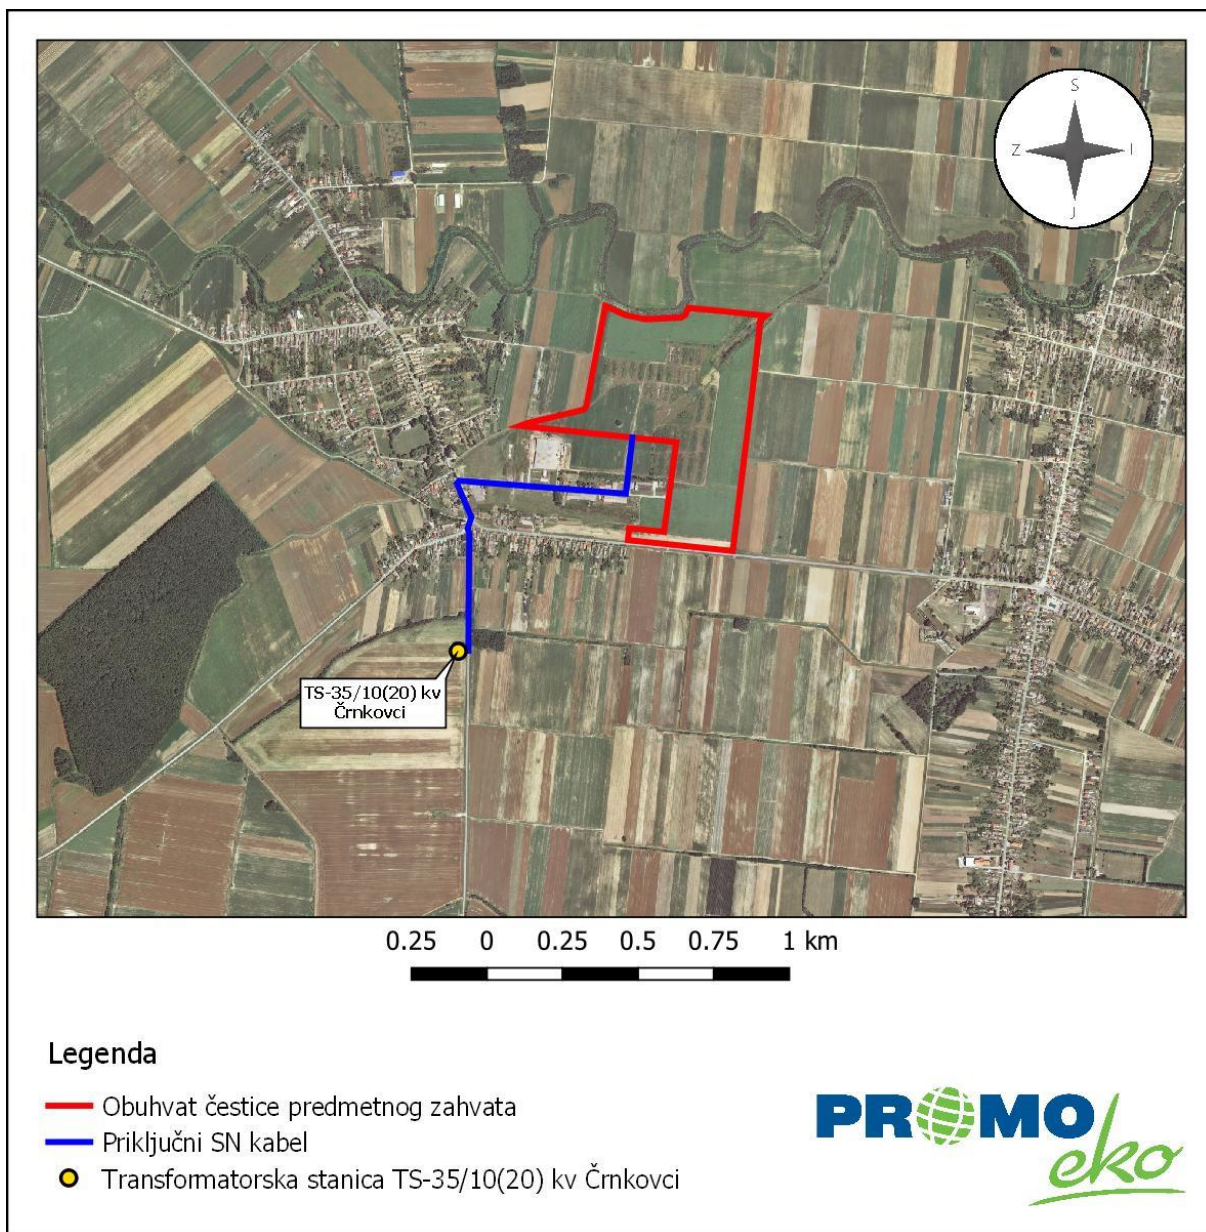 S
Z I
J
TS-35/10(20) kv
Črnkovci
0.25 0 0.25 0.5 0.75 1 km
Legenda
Obuhvat čestice predmetnog zahvata
Priključni SN kabel
Transformatorska stanica TS-35/10(20) kv Črnkovci
PROMO
eko